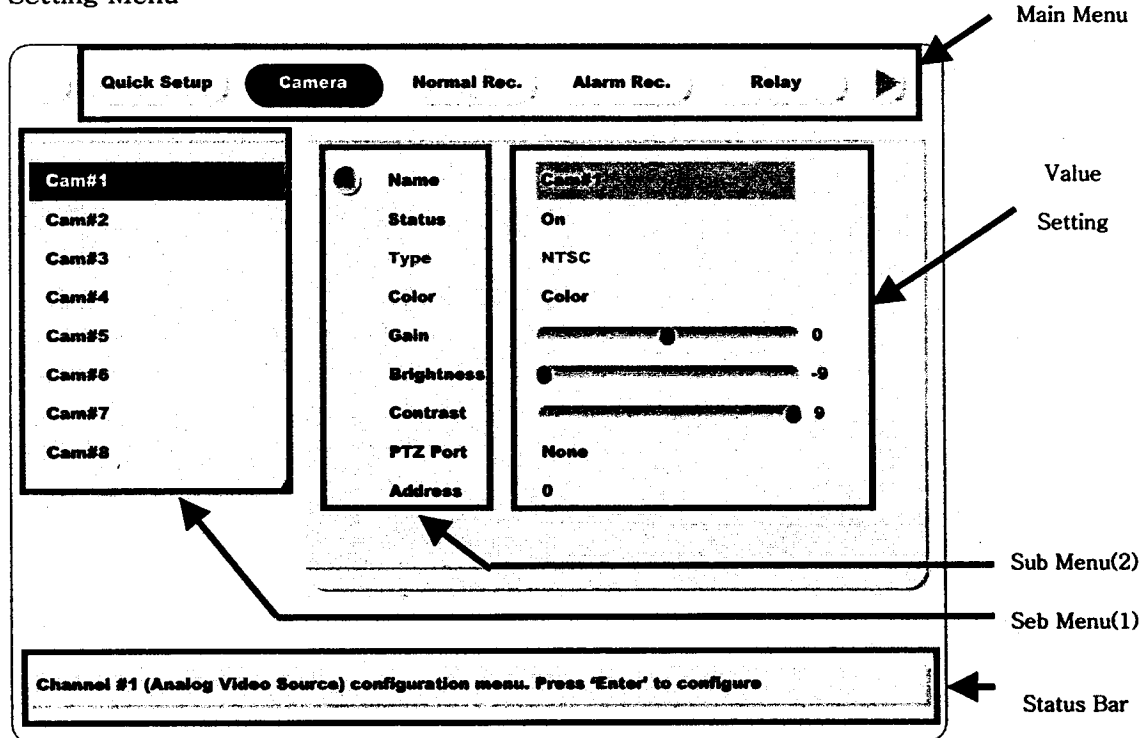 Setting Menu
Main Menu
Quick Setup Camera Normal Rec. Alarm Rec. Relay
Cam#1 Name Cam#1
Cam#2 Status On
Cam#3 Type NTSC
Cam#4 Color Color
Cam#5 Gain 0
Cam#6 Brightness -9
Cam#7 Contrast 9
Cam#8 PTZ Port None
Address 0
Value
Setting
Sub Menu(2)
Seb Menu(1)
Channel #1 (Analog Video Source) configuration menu. Press 'Enter' to configure
Status Bar